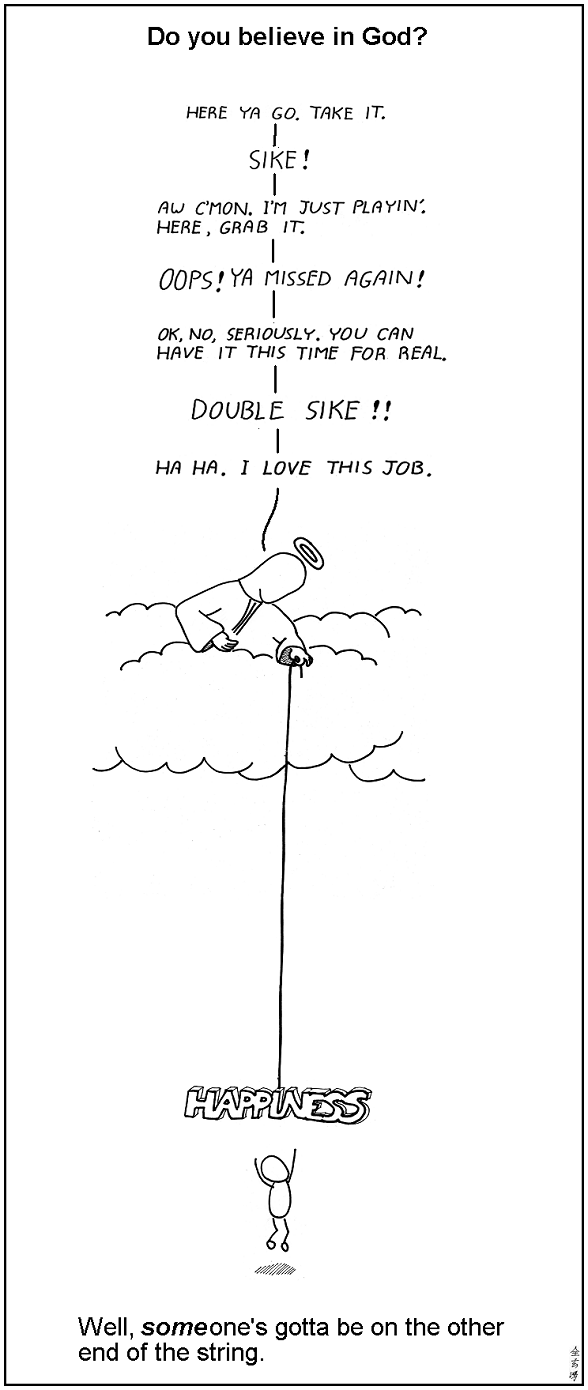 Do you believe in God?
HERE YA GO. TAKE IT.
SIKE!
AW C'MON. I'M JUST PLAYIN'.
HERE, GRAB IT.
OOPS! YA MISSED AGAIN!
OK, NO, SERIOUSLY. YOU CAN
HAVE IT THIS TIME FOR REAL.
DOUBLE SIKE!!
HA HA. I LOVE THIS JOB.
HAPPINESS
Well, someone's gotta be on the other
end of the string.